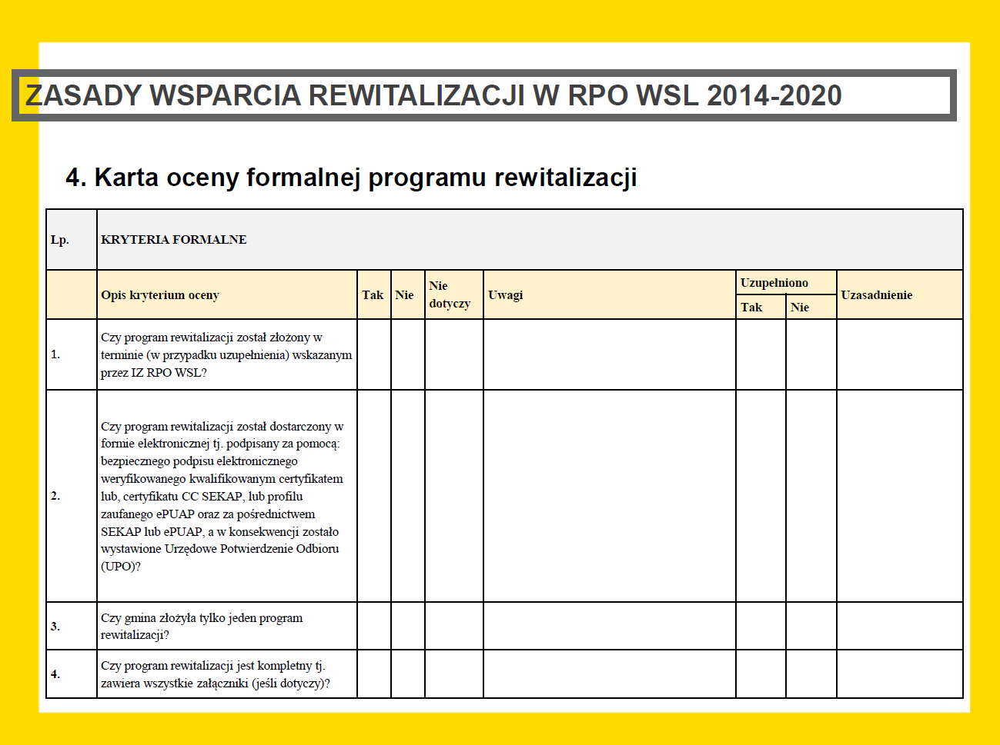 ZASADY WSPARCIA REWITALIZACJI W RPO WSL 2014-2020
4. Karta oceny formalnej programu rewitalizacji
Lp.
KRYTERIA FORMALNE
Opis kryterium oceny
Tak
Nie
Nie
dotyczy
Uwagi
Uzupełniono
Tak
Nie
Uzasadnienie
1.
Czy program rewitalizacji został złożony w
terminie (w przypadku uzupełnienia) wskazanym
przez IZ RPO WSL?
2.
Czy program rewitalizacji został dostarczony w
formie elektronicznej tj. podpisany za pomocą:
bezpiecznego podpisu elektronicznego
weryfikowanego kwalifikowanym certyfikatem
lub, certyfikatu CC SEKAP, lub profilu
zaufanego ePUAP oraz za pośrednictwem
SEKAP lub ePUAP, a w konsekwencji zostało
wystawione Urzędowe Potwierdzenie Odbioru
(UPO)?
3.
Czy gmina złożyła tylko jeden program
rewitalizacji?
4.
Czy program rewitalizacji jest kompletny tj.
zawiera wszystkie załączniki (jeśli dotyczy)?